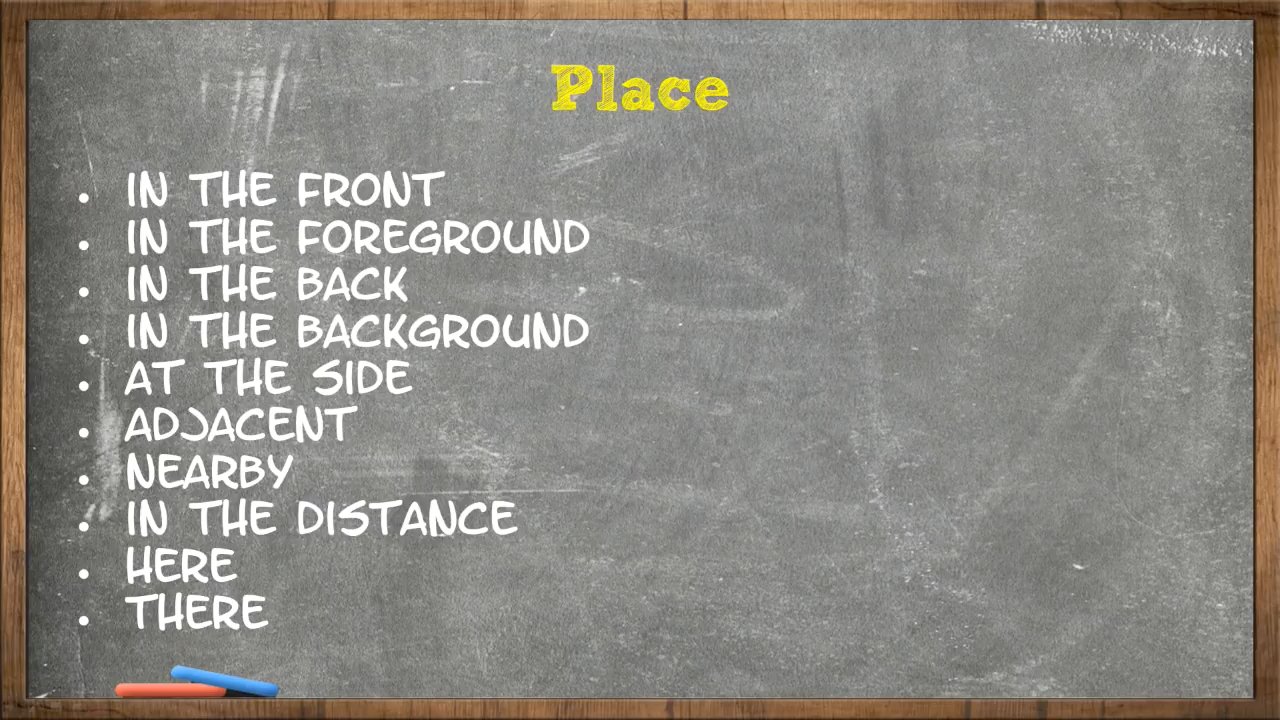 Place
• IN THE FRONT
• IN THE FOREGROUND
• IN THE BACK
• IN THE BACKGROUND
• AT THE SIDE
• ADJACENT
• NEARBY
• IN THE DISTANCE
• HERE
• THERE